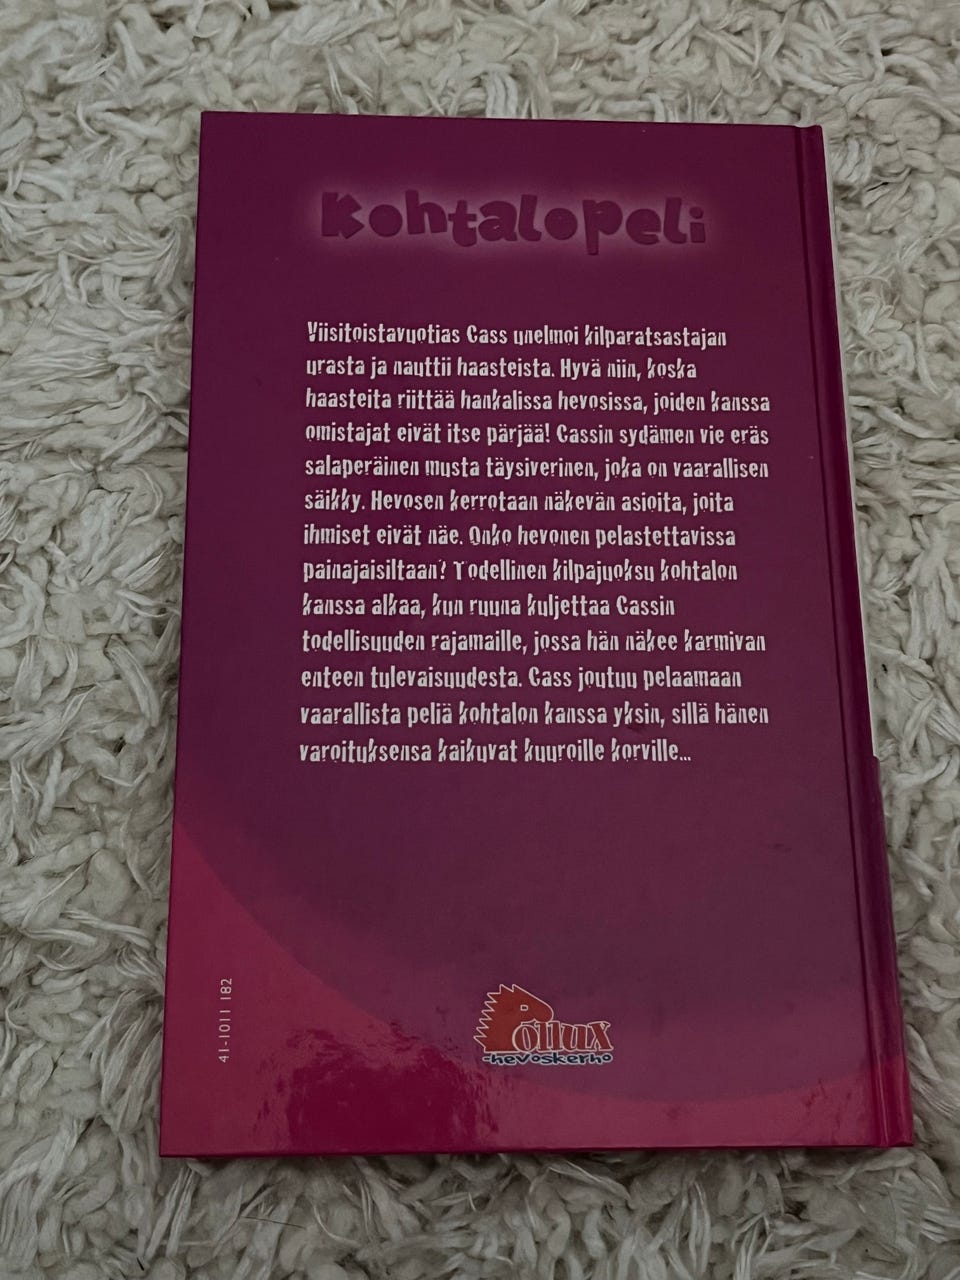 Kohtalopeli
Viisitoistavuotias Cass unelmoi kilparatsastajan
urasta ja nauttii haasteista. Hyvä niin, koska
haasteita riittää hankalissa hevosissa, joiden kanssa
omistajat eivät itse pärjää! Cassin sydämen vie eräs
salaperäinen musta täysiverinen, joka on vaarallisen
säikky. Hevosen kerrotaan näkevän asioita, joita
ihmiset eivät näe. Onko hevonen pelastettavissa
painajaisiltaan? Todellinen kilpajuoksu kohtalon
kanssa alkaa, kun ruuna kuljettaa Cassin
todellisuuden rajamaille, jossa hän näkee karmivan
enteen tulevaisuudesta. Cass joutuu pelaamaan
vaarallista peliä kohtalon kanssa yksin, sillä hänen
varoituksensa kaikuvat kuuroille korville...
41-1011 182
Pollux
-hevoskerho